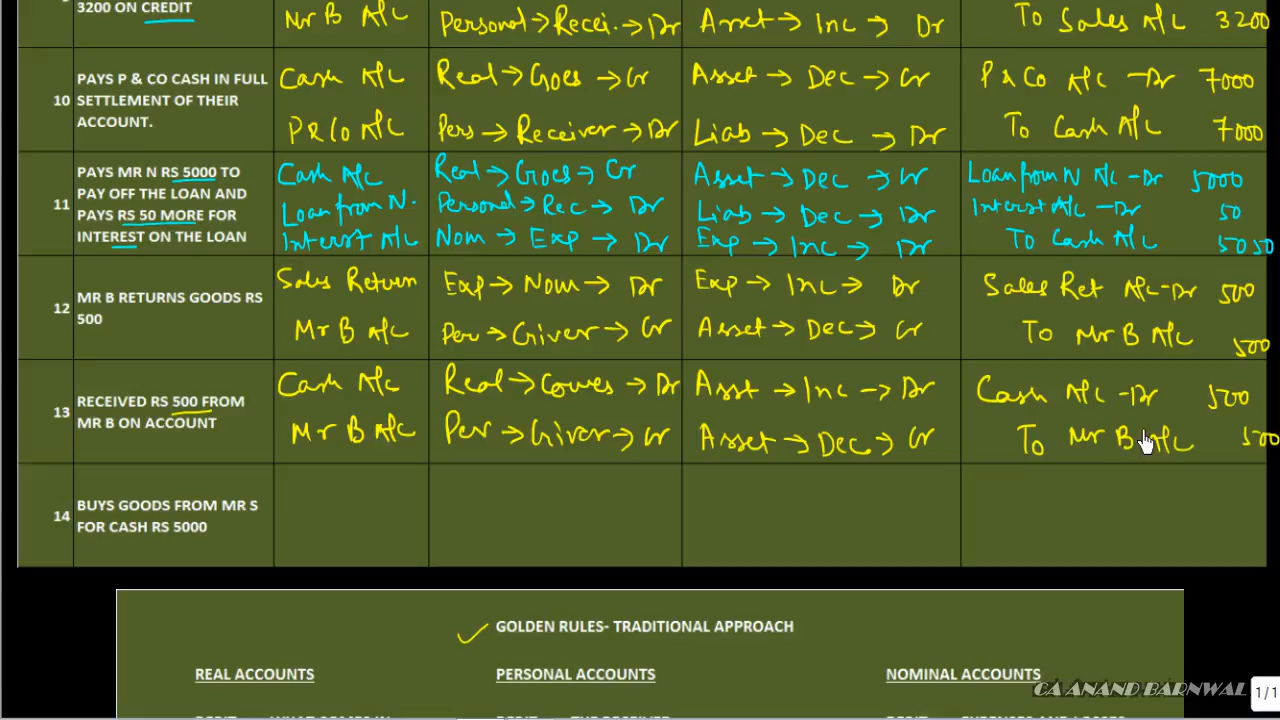 3200 ON CREDIT
Mr B A/c Personal → Recei. → Dr Asset → Inc → Dr To Sales A/c 3200
PAYS P & CO CASH IN FULL
10 SETTLEMENT OF THEIR
ACCOUNT.
Cash A/c Real → Goes → Cr Asset → Dec → Cr P & Co A/c -Dr 7000
P & Co A/c Pers → Receiver → Dr Liab → Dec → Dr To Cash A/c 7000
PAYS MR N RS 5000 TO
PAY OFF THE LOAN AND
11 PAYS RS 50 MORE FOR
INTEREST ON THE LOAN
Cash A/c Real → Goes → Cr Asset → Dec → Cr Loan from N A/c -Dr 5000
Loan from N. Personal → Rec → Dr Liab → Dec → Dr Interst A/c -Dr 50
Interst A/c Nom → Exp → Dr Exp → Inc → Dr To Cash A/c 5050
12 MR B RETURNS GOODS RS
500
Sales Return Exp → Nom → Dr Exp → Inc → Dr Sales Ret A/c-Dr 500
Mr B A/c Per → Giver → Cr Asset → Dec → Cr To Mr B A/c 500
13 RECEIVED RS 500 FROM
MR B ON ACCOUNT
Cash A/c Real → Comes → Dr Asst → Inc → Dr Cash A/c -Dr 500
Mr B A/c Per → Giver → Cr Asset → Dec → Cr To Mr B A/c 500
14 BUYS GOODS FROM MR S
FOR CASH RS 5000
GOLDEN RULES- TRADITIONAL APPROACH
REAL ACCOUNTS PERSONAL ACCOUNTS NOMINAL ACCOUNTS
CA ANAND BARNWAL
1/1